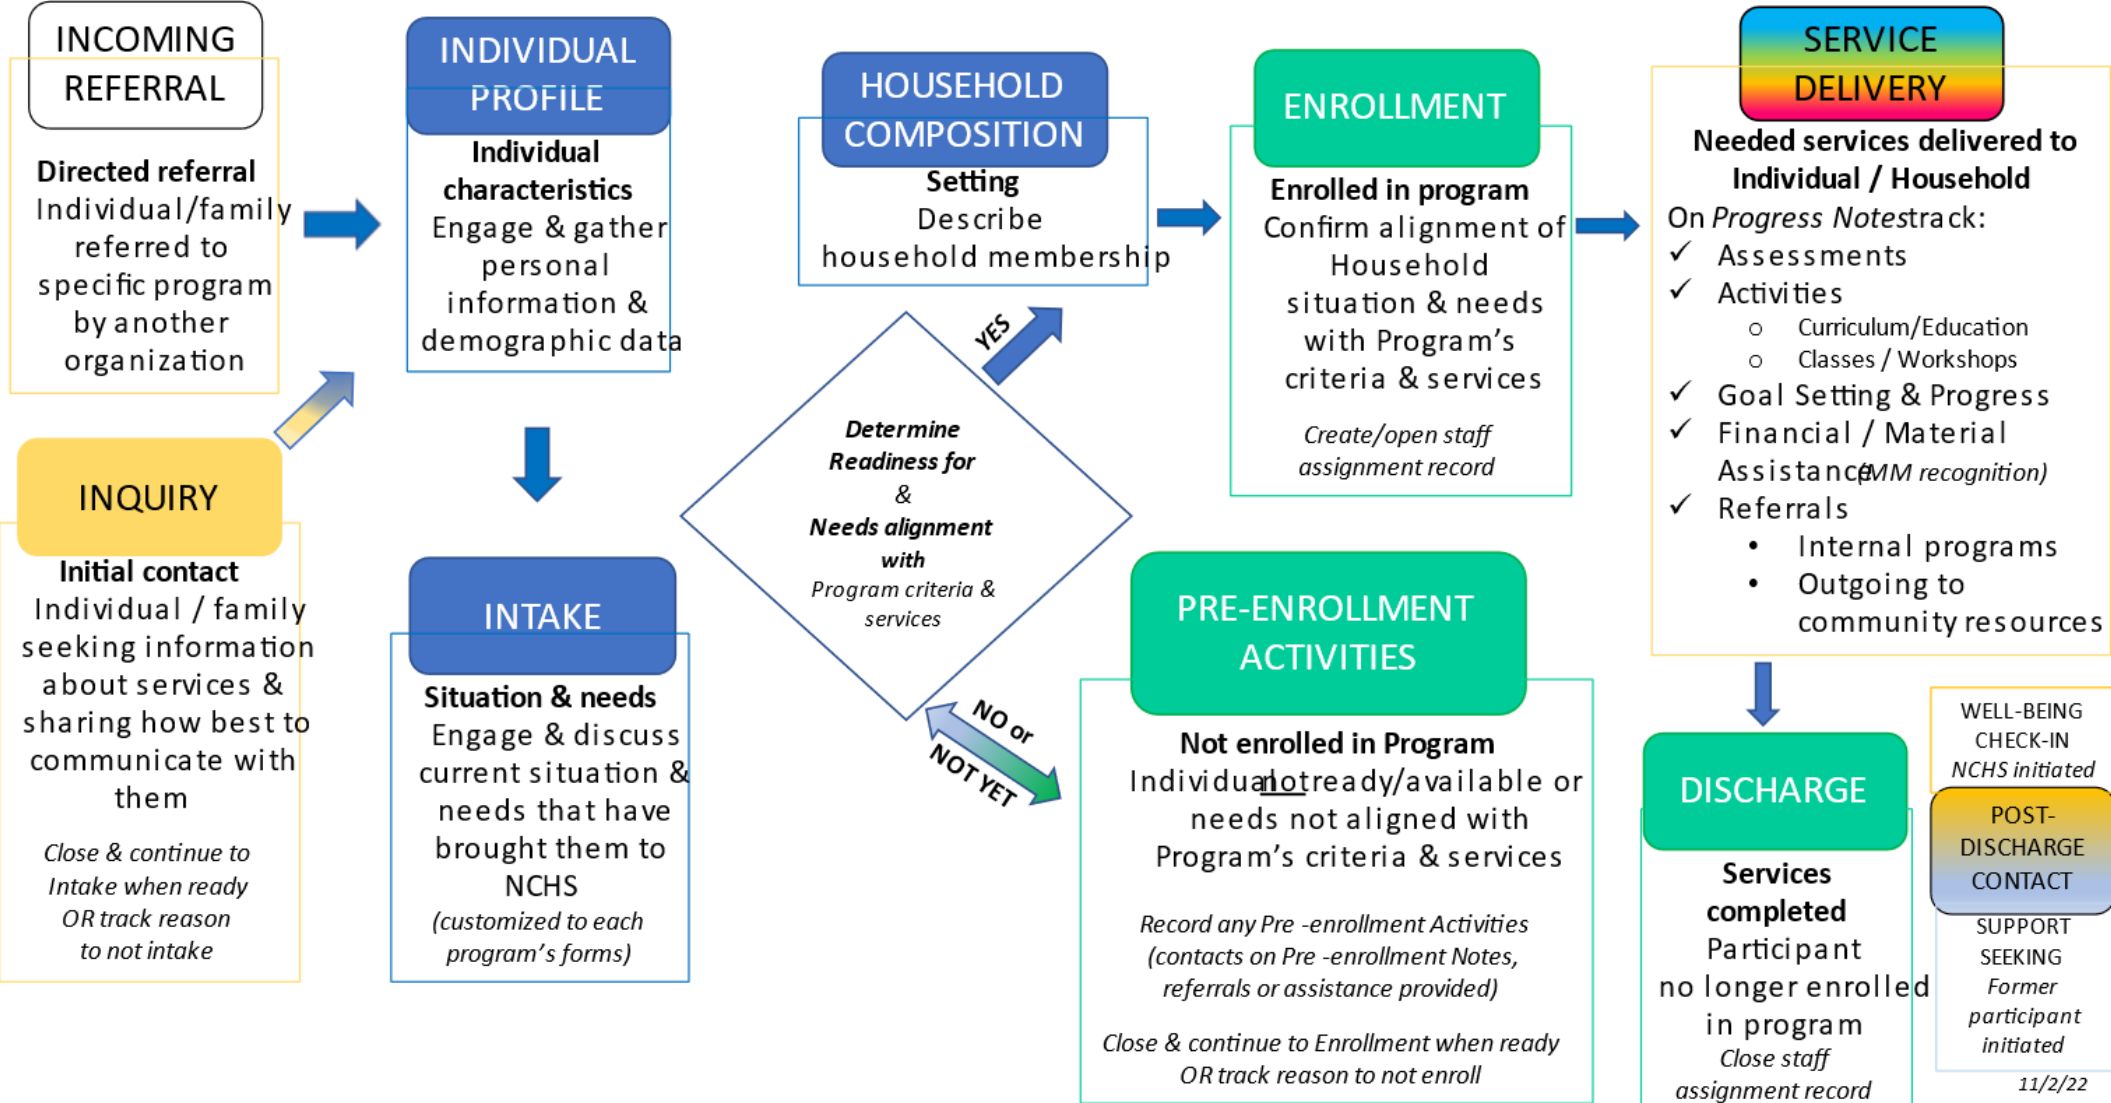 INCOMING
REFERRAL
Directed referral
Individual/family
referred to
specific program
by another
organization
INQUIRY
Initial contact
Individual / family
seeking information
about services &
sharing how best to
communicate with
them
Close & continue to
Intake when ready
OR track reason
to not intake
INDIVIDUAL
PROFILE
Individual
characteristics
Engage & gather
personal
information &
demographic data
INTAKE
Situation & needs
Engage & discuss
current situation &
needs that have
brought them to
NCHS
(customized to each
program's forms)
Determine
Readiness for
&
Needs alignment
with
Program criteria &
services
YES
NO or
NOT YET
HOUSEHOLD
COMPOSITION
Setting
Describe
household membership
ENROLLMENT
Enrolled in program
Confirm alignment of
Household
situation & needs
with Program's
criteria & services
Create/open staff
assignment record
PRE-ENROLLMENT
ACTIVITIES
Not enrolled in Program
Individual not ready/available or
needs not aligned with
Program's criteria & services
Record any Pre -enrollment Activities
(contacts on Pre -enrollment Notes,
referrals or assistance provided)
Close & continue to Enrollment when ready
OR track reason to not enroll
SERVICE
DELIVERY
Needed services delivered to
Individual / Household
On Progress Notes track:
✓ Assessments
✓ Activities
o Curriculum/Education
o Classes / Workshops
✓ Goal Setting & Progress
✓ Financial / Material
Assistance (MM recognition)
✓ Referrals
• Internal programs
• Outgoing to
community resources
DISCHARGE
Services
completed
Participant
no longer enrolled
in program
Close staff
assignment record
WELL-BEING
CHECK-IN
NCHS initiated
POST-
DISCHARGE
CONTACT
SUPPORT
SEEKING
Former
participant
initiated
11/2/22